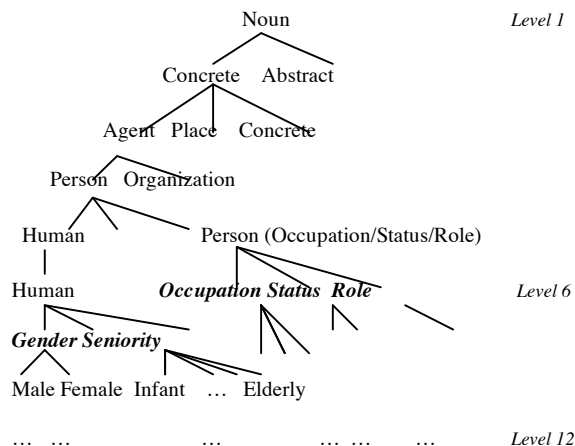 Noun Level 1
Concrete Abstract
Agent Place Concrete
Person Organization
Human Person (Occupation/Status/Role)
Human Occupation Status Role Level 6
Gender Seniority
Male Female Infant … Elderly
… … … … … … Level 12